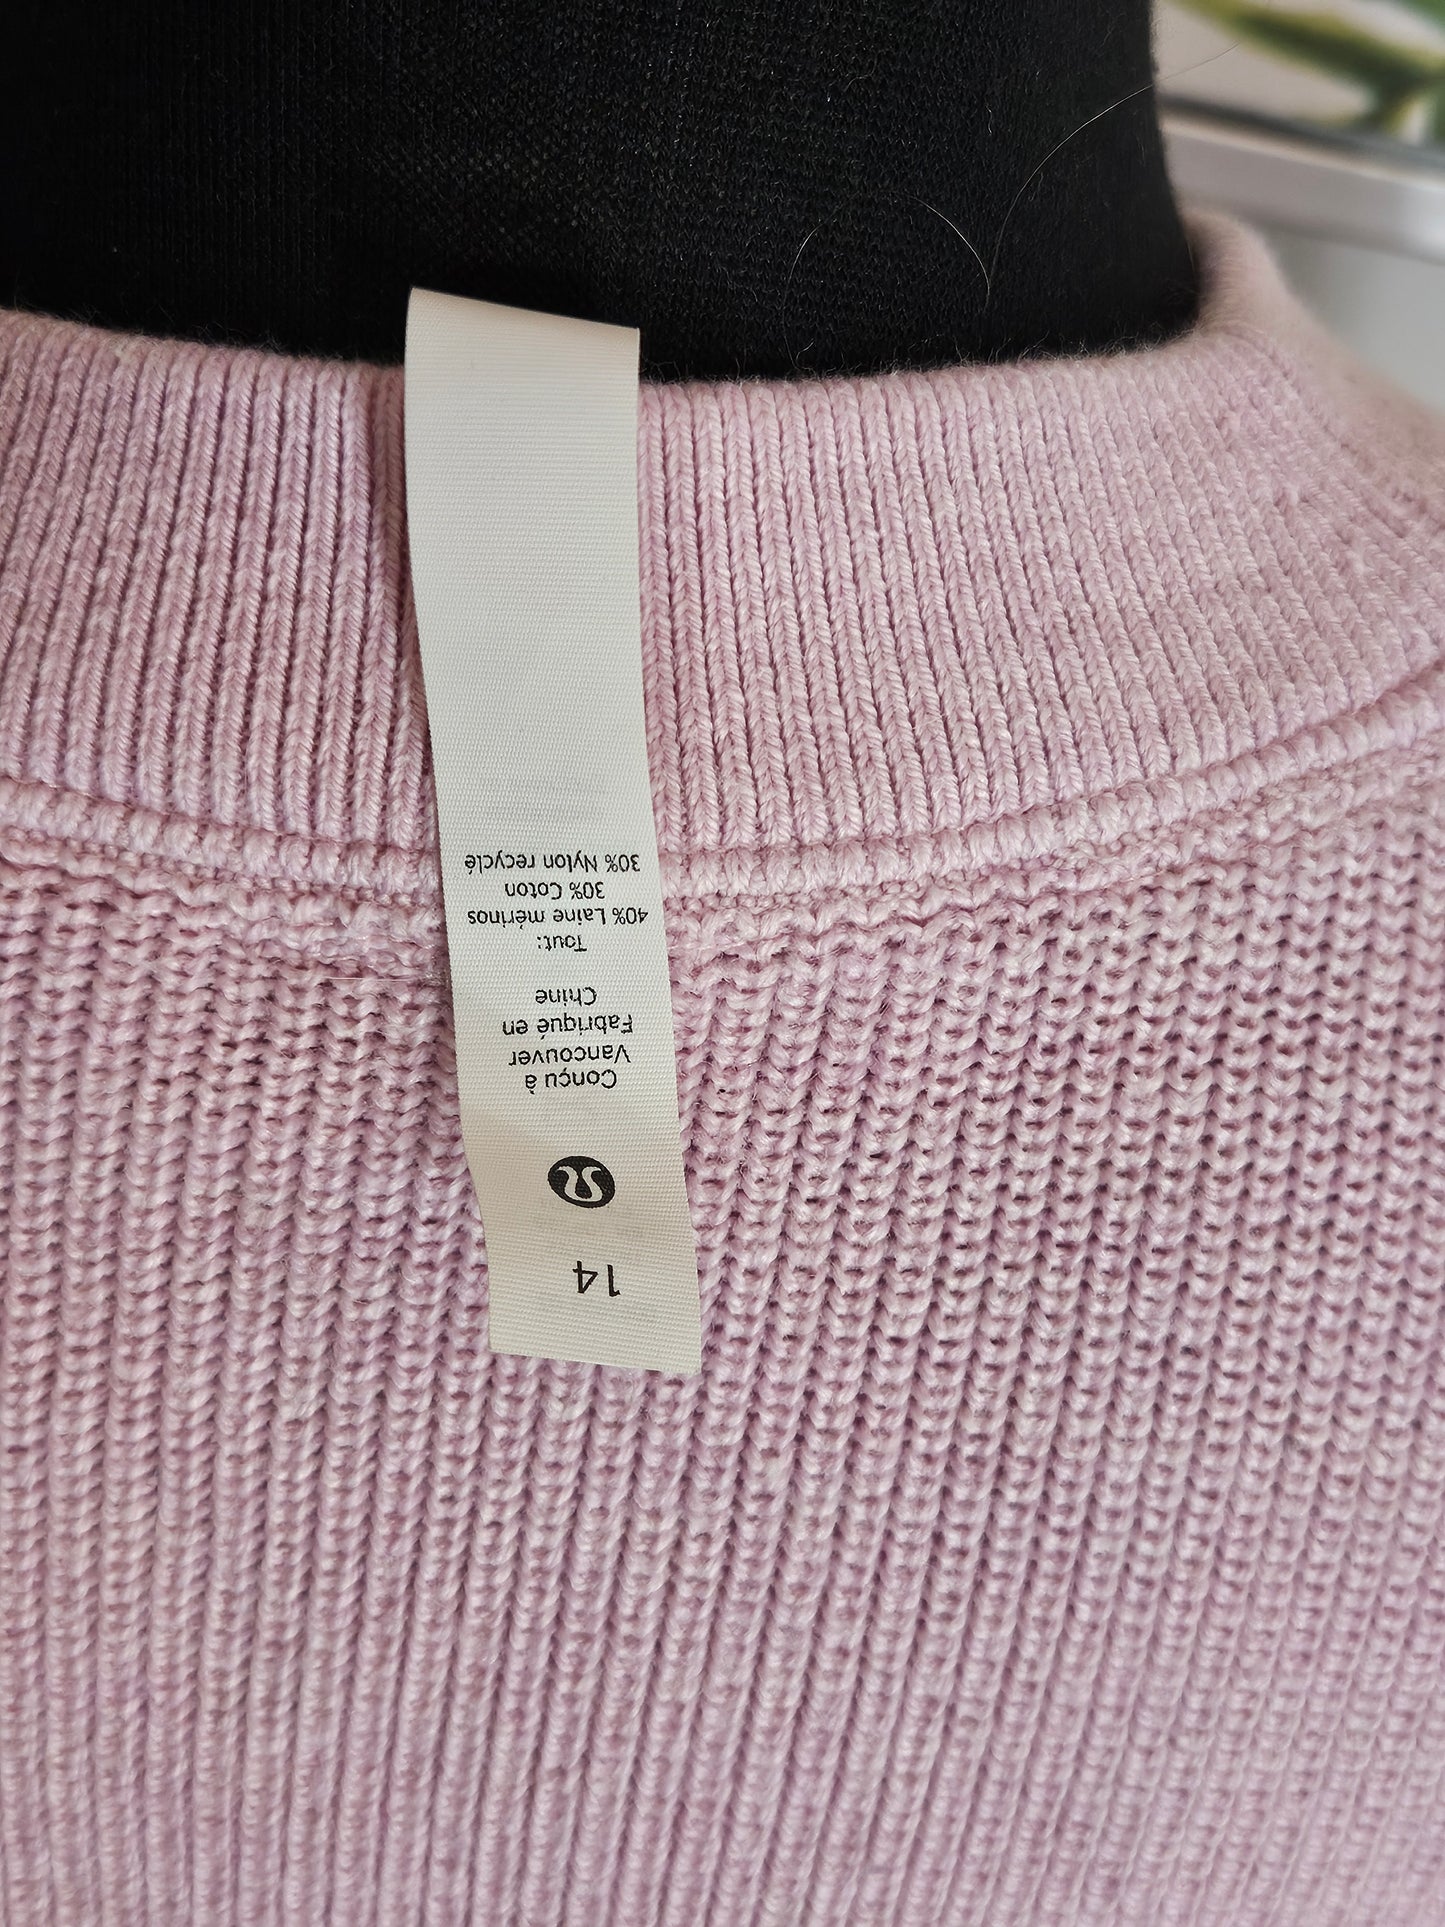 14
Conçu à
Vancouver
Fabriqué en
Chine
Tout:
40% Laine mérinos
30% Coton
30% Nylon recyclé